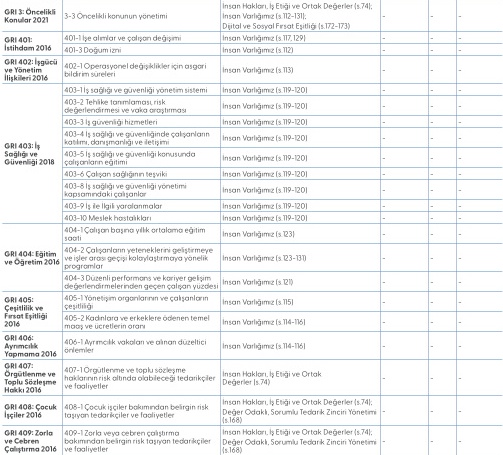 GRI 3: Öncelikli
Konular 2021
3-3 Öncelikli konunun yönetimi
İnsan Hakları, İş Etiği ve Ortak Değerler (s.74);
İnsan Varlığımız (s.112-131);
Dijital ve Sosyal Fırsat Eşitliği (s.172-173)
- - -
GRI 401:
İstihdam 2016
401-1 İşe alımlar ve çalışan değişimi
İnsan Varlığımız (s.117, 129)
- - -
401-3 Doğum izni
İnsan Varlığımız (s.112)
- - -
GRI 402: İşgücü
ve Yönetim
İlişkileri 2016
402-1 Operasyonel değişiklikler için asgari
bildirim süreleri
İnsan Varlığımız (s.113)
- - -
GRI 403: İş
Sağlığı ve
Güvenliği 2018
403-1 İş sağlığı ve güvenliği yönetim sistemi
İnsan Varlığımız (s.119-120)
- - -
403-2 Tehlike tanımlaması, risk
değerlendirmesi ve vaka araştırması
İnsan Varlığımız (s.119-120)
- - -
403-3 İş güvenliği hizmetleri
İnsan Varlığımız (s.119-120)
- - -
403-4 İş sağlığı ve güvenliğinde çalışanların
katılımı, danışmanlığı ve iletişimi
İnsan Varlığımız (s.119-120)
- - -
403-5 İş sağlığı ve güvenliği konusunda
çalışanların eğitimi
İnsan Varlığımız (s.119-120)
- - -
403-6 Çalışan sağlığının teşviki
İnsan Varlığımız (s.119-120)
- - -
403-8 İş sağlığı ve güvenliği yönetimi
kapsamındaki çalışanlar
İnsan Varlığımız (s.119-120)
- - -
403-9 İş ile İlgili yaralanmalar
İnsan Varlığımız (s.119-120)
- - -
403-10 Meslek hastalıkları
İnsan Varlığımız (s.119-120)
- - -
GRI 404: Eğitim
ve Öğretim 2016
404-1 Çalışan başına yıllık ortalama eğitim
saati
İnsan Varlığımız (s.123)
- - -
404-2 Çalışanların yeteneklerini geliştirmeye
ve işler arası geçişi kolaylaştırmaya yönelik
programlar
İnsan Varlığımız (s.123-131)
- - -
404-3 Düzenli performans ve kariyer gelişim
değerlendirmelerinden geçen çalışan yüzdesi
İnsan Varlığımız (s.121)
- - -
GRI 405:
Çeşitlilik ve
Fırsat Eşitliği
2016
405-1 Yönetişim organlarının ve çalışanların
çeşitliliği
İnsan Varlığımız (s.115)
- - -
405-2 Kadınlara ve erkeklere ödenen temel
maaş ve ücretlerin oranı
İnsan Varlığımız (s.114-116)
- - -
GRI 406:
Ayrımcılık
Yapmama 2016
406-1 Ayrımcılık vakaları ve alınan düzeltici
önlemler
İnsan Varlığımız (s.114-116)
- - -
GRI 407:
Örgütlenme ve
Toplu Sözleşme
Hakkı 2016
407-1 Örgütlenme ve toplu sözleşme
haklarının risk altında olabileceği tedarikçiler
ve faaliyetler
İnsan Hakları, İş Etiği ve Ortak
Değerler (s.74)
- - -
GRI 408: Çocuk
İşçiler 2016
408-1 Çocuk işçiler bakımından belirgin risk
taşıyan tedarikçiler ve faaliyetler
İnsan Hakları, İş Etiği ve Ortak Değerler (s.74);
Değer Odaklı, Sorumlu Tedarik Zinciri Yönetimi
(s.168)
- - -
GRI 409: Zorla
ve Cebren
Çalıştırma 2016
409-1 Zorla veya cebren çalıştırma
bakımından belirgin risk taşıyan tedarikçiler
ve faaliyetler
İnsan Hakları, İş Etiği ve Ortak Değerler (s.74);
Değer Odaklı, Sorumlu Tedarik Zinciri Yönetimi
(s.168)
- - -